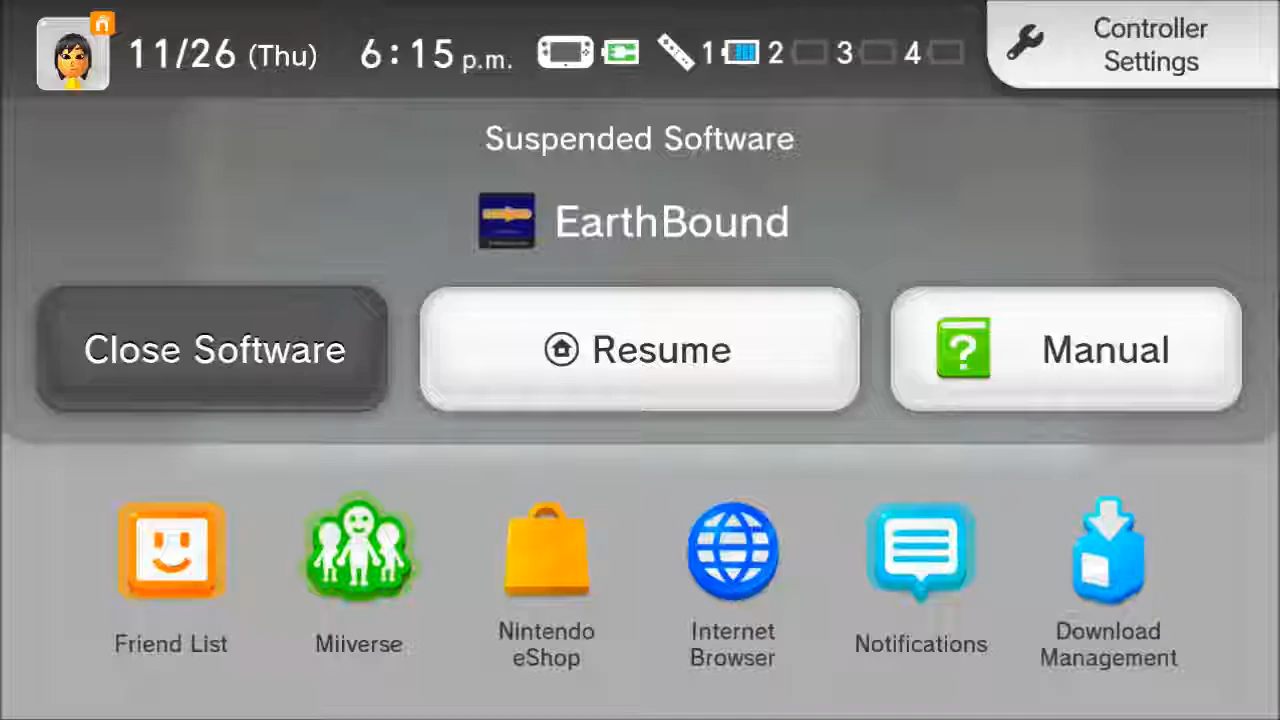 11/26 (Thu) 6:15 p.m. 1 2 3 4
Controller
Settings
Suspended Software
EarthBound
Close Software
Resume
Manual
Friend List
Miiverse
Nintendo
eShop
Internet
Browser
Notifications
Download
Management